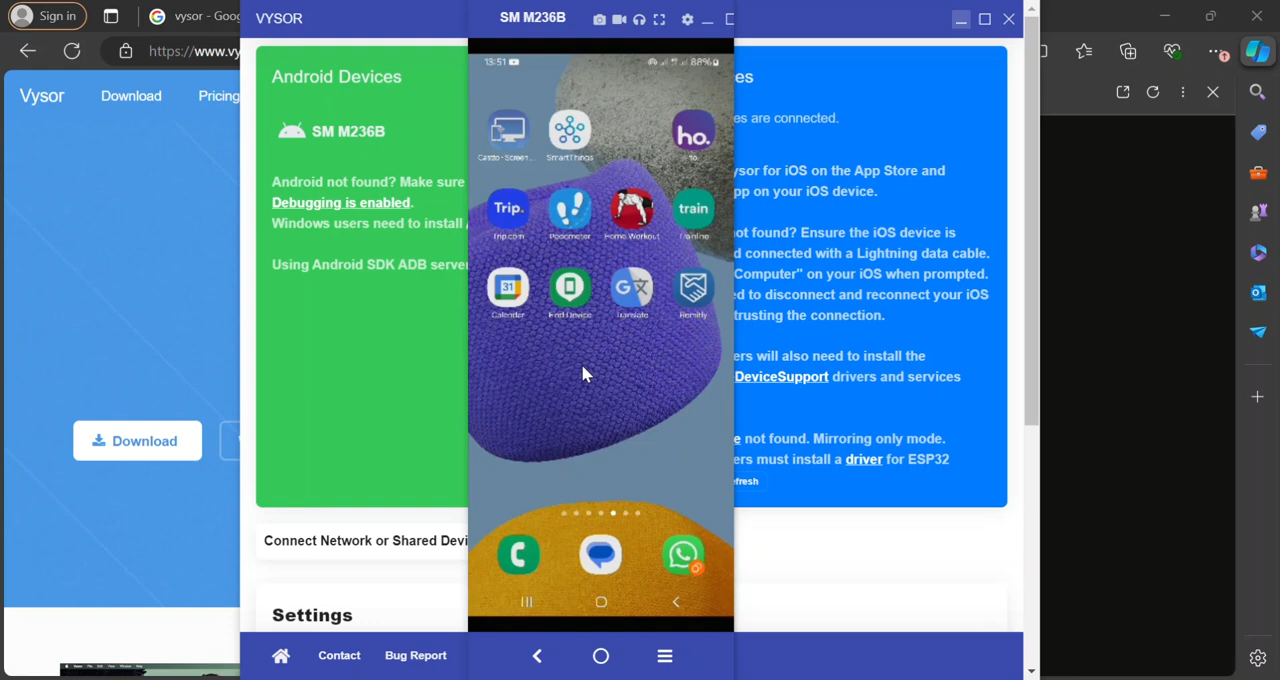 Sign in
vysor - Goo
https://www.vy
Vysor
Download
Pricing
Download
VYSOR
Android Devices
SM M236B
Android not found? Make sure
Debugging is enabled.
Windows users need to install
Using Android SDK ADB server
Connect Network or Shared Devi
Settings
Contact
Bug Report
SM M236B
13:51
88%
SmartThings
ho.
ho.
Trip.
Trip.com
Pedometer
Home Workout
train
Trainline
31
Calendar
Find Device
Translate
Remitly
es
es are connected.
ysor for iOS on the App Store and
pp on your iOS device.
ot found? Ensure the iOS device is
d connected with a Lightning data cable.
Computer" on your iOS when prompted.
ed to disconnect and reconnect your iOS
trusting the connection.
ers will also need to install the
DeviceSupport drivers and services
e not found. Mirroring only mode.
ers must install a driver for ESP32
efresh